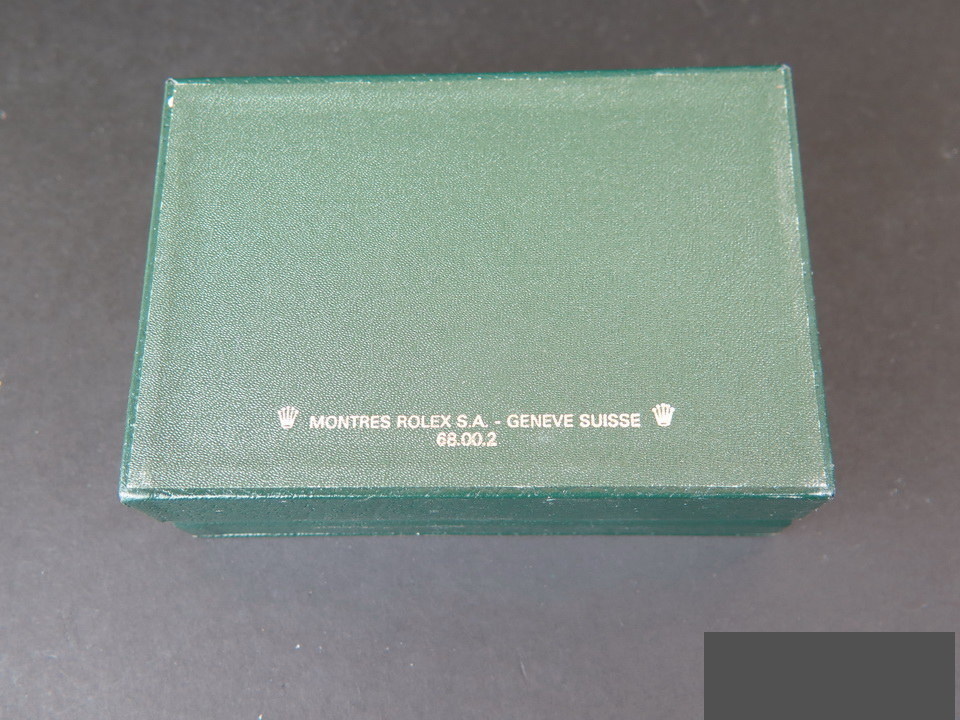 MONTRES ROLEX S.A. - GENEVE SUISSE
68.00.2